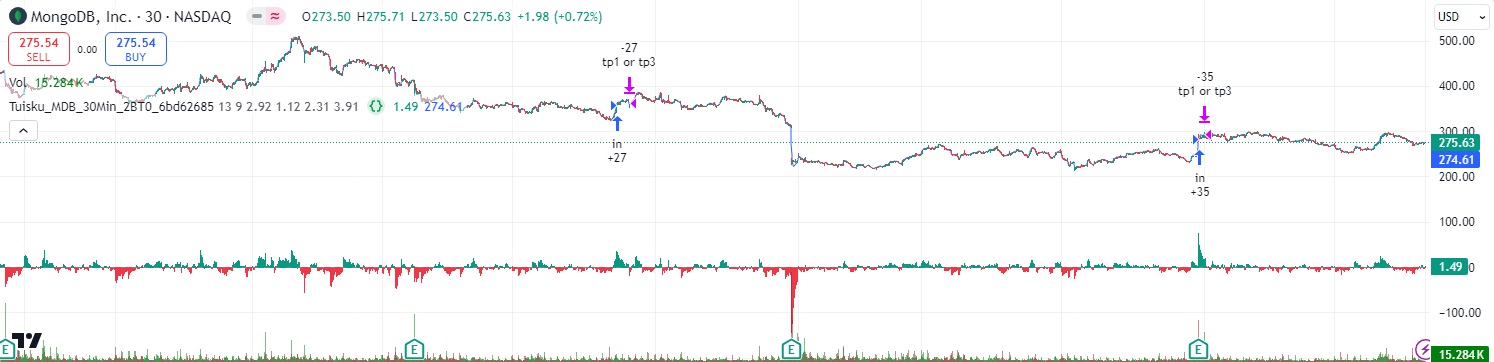 MongoDB, Inc. · 30 · NASDAQ O273.50 H275.71 L273.50 C275.63 +1.98 (+0.72%)
USD
275.54 SELL
0.00
275.54 BUY
Vol 15.284K
Tuisku_MDB_30Min_2BT0_6bd62685 13 9 2.92 1.12 2.31 3.91 {} 1.49 274.61
-27
tp1 or tp3
in
+27
-35
tp1 or tp3
in
+35
500.00
400.00
300.00
275.63
274.61
200.00
100.00
1.49
0
−100.00
15.284K
E
E
E
E